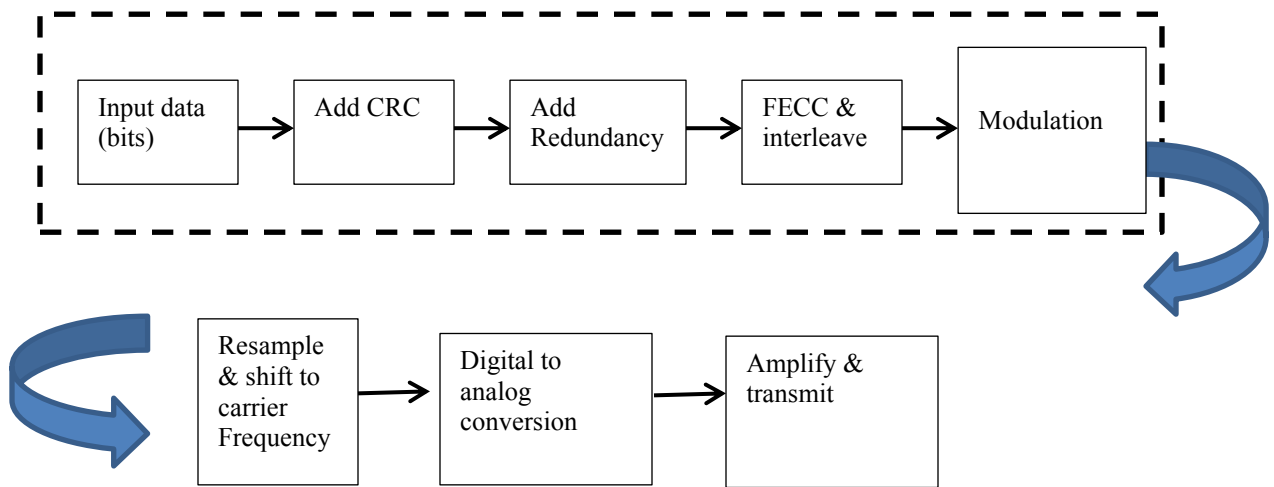 Input data
(bits)
Add CRC
Add
Redundancy
FECC &
interleave
Modulation
Resample
& shift to
carrier
Frequency
Digital to
analog
conversion
Amplify &
transmit